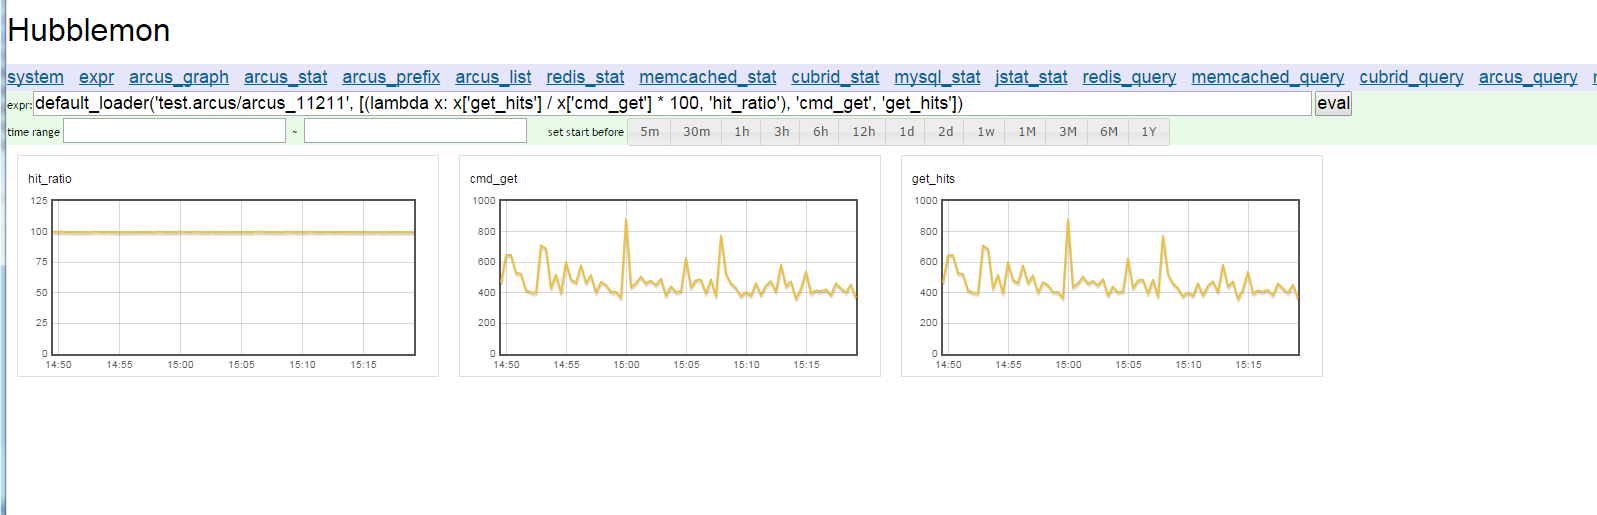 Hubblemon
system expr arcus_graph arcus_stat arcus_prefix arcus_list redis_stat memcached_stat cubrid_stat mysql_stat jstat_stat redis_query memcached_query cubrid_query arcus_query
expr: default_loader('test.arcus/arcus_11211', [(lambda x: x['get_hits'] / x['cmd_get'] * 100, 'hit_ratio'), 'cmd_get', 'get_hits']) eval
time range ~ set start before 5m 30m 1h 3h 6h 12h 1d 2d 1w 1M 3M 6M 1Y
hit_ratio
125
100
75
50
25
0
14:50 14:55 15:00 15:05 15:10 15:15
cmd_get
1000
800
600
400
200
0
14:50 14:55 15:00 15:05 15:10 15:15
get_hits
1000
800
600
400
200
0
14:50 14:55 15:00 15:05 15:10 15:15